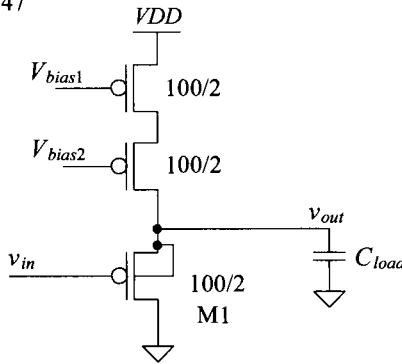 47
VDD
V_bias1
100/2
V_bias2
100/2
v_out
v_in
C_load
100/2
M1